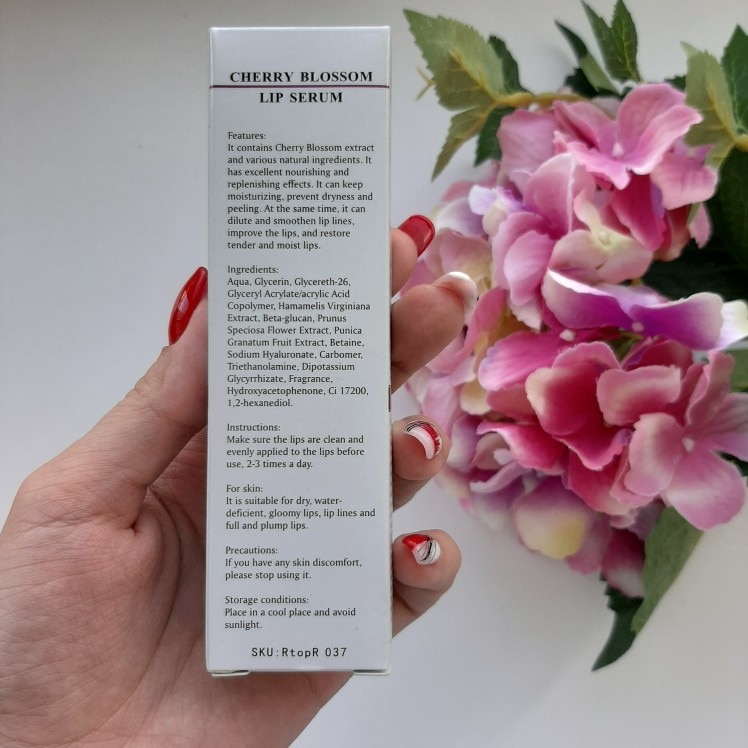 CHERRY BLOSSOM
LIP SERUM
Features:
It contains Cherry Blossom extract
and various natural ingredients. It
has excellent nourishing and
replenishing effects. It can keep
moisturizing, prevent dryness and
peeling. At the same time, it can
dilute and smoothen lip lines,
improve the lips, and restore
tender and moist lips.
Ingredients:
Aqua, Glycerin, Glycereth-26,
Glyceryl Acrylate/acrylic Acid
Copolymer, Hamamelis Virginiana
Extract, Beta-glucan, Prunus
Speciosa Flower Extract, Punica
Granatum Fruit Extract, Betaine,
Sodium Hyaluronate, Carbomer,
Triethanolamine, Dipotassium
Glycyrrhizate, Fragrance,
Hydroxyacetophenone, Ci 17200,
1,2-hexanediol.
Instructions:
Make sure the lips are clean and
evenly applied to the lips before
use, 2-3 times a day.
For skin:
It is suitable for dry, water-
deficient, gloomy lips, lip lines and
full and plump lips.
Precautions:
If you have any skin discomfort,
please stop using it.
Storage conditions:
Place in a cool place and avoid
sunlight.
SKU:RtopR 037